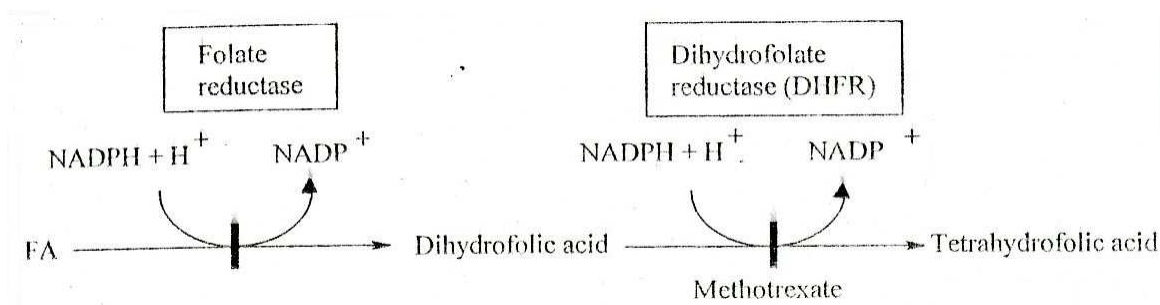 Folate
reductase
Dihydrofolate
reductase (DHFR)
NADPH + H +
NADP +
NADPH + H +
NADP +
FA
Dihydrofolic acid
Tetrahydrofolic acid
Methotrexate